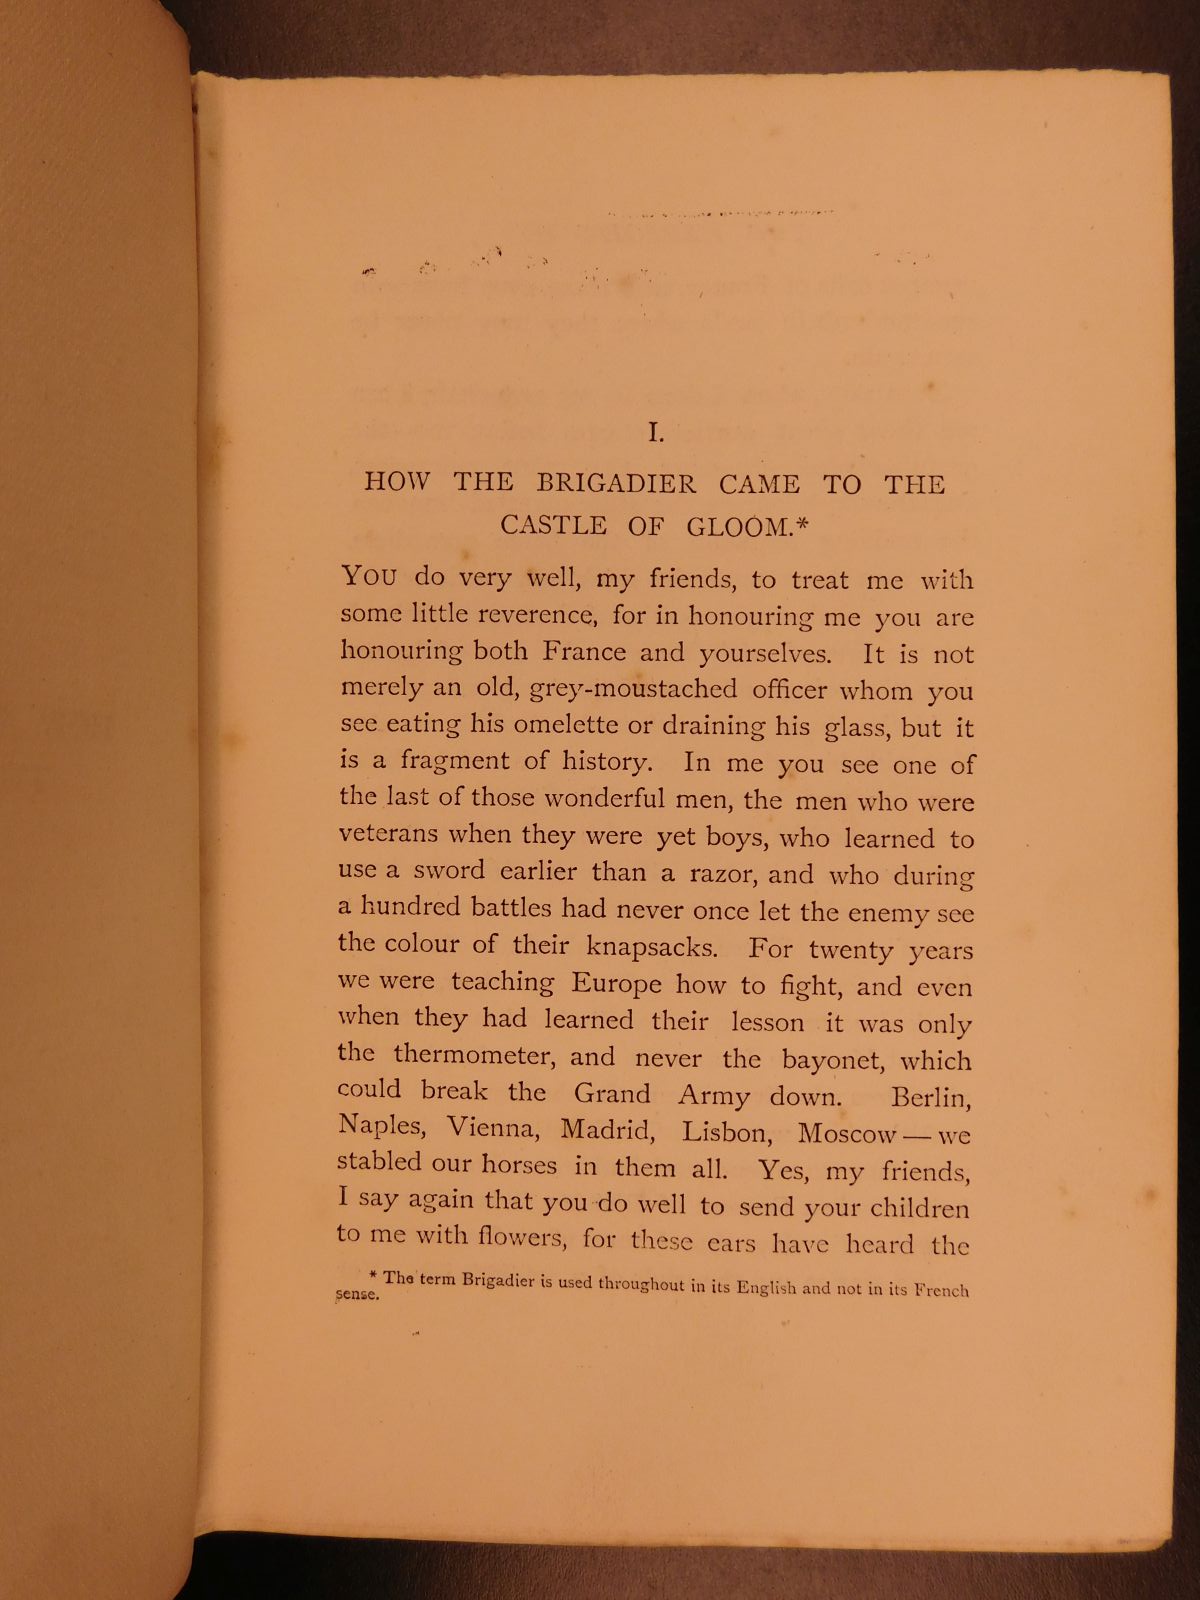 I.
HOW THE BRIGADIER CAME TO THE
CASTLE OF GLOOM.*
YOU do very well, my friends, to treat me with
some little reverence, for in honouring me you are
honouring both France and yourselves. It is not
merely an old, grey-moustached officer whom you
see eating his omelette or draining his glass, but it
is a fragment of history. In me you see one of
the last of those wonderful men, the men who were
veterans when they were yet boys, who learned to
use a sword earlier than a razor, and who during
a hundred battles had never once let the enemy see
the colour of their knapsacks. For twenty years
we were teaching Europe how to fight, and even
when they had learned their lesson it was only
the thermometer, and never the bayonet, which
could break the Grand Army down. Berlin,
Naples, Vienna, Madrid, Lisbon, Moscow — we
stabled our horses in them all. Yes, my friends,
I say again that you do well to send your children
to me with flowers, for these ears have heard the
* The term Brigadier is used throughout in its English and not in its French
sense.